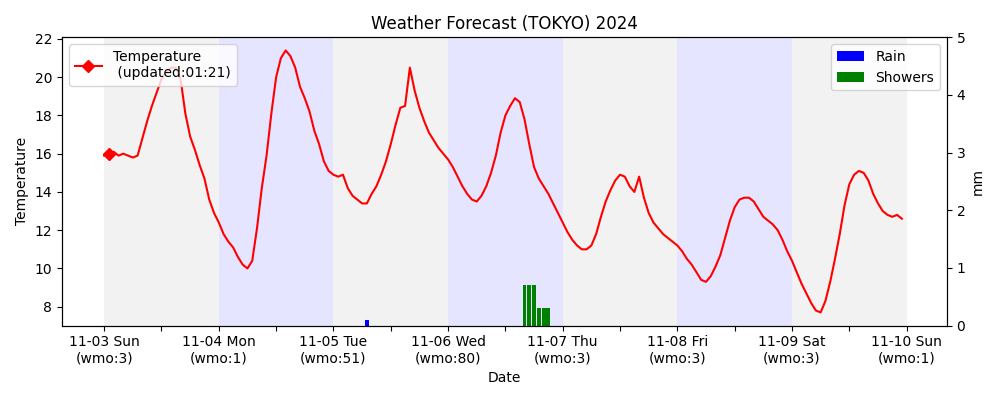 Weather Forecast (TOKYO) 2024
Temperature
(updated:01:21)
Rain
Showers
Temperature
22
20
18
16
14
12
10
8
5
4
3
2
1
0
mm
11-03 Sun
(wmo:3)
11-04 Mon
(wmo:1)
11-05 Tue
(wmo:51)
11-06 Wed
(wmo:80)
11-07 Thu
(wmo:3)
11-08 Fri
(wmo:3)
11-09 Sat
(wmo:3)
11-10 Sun
(wmo:1)
Date